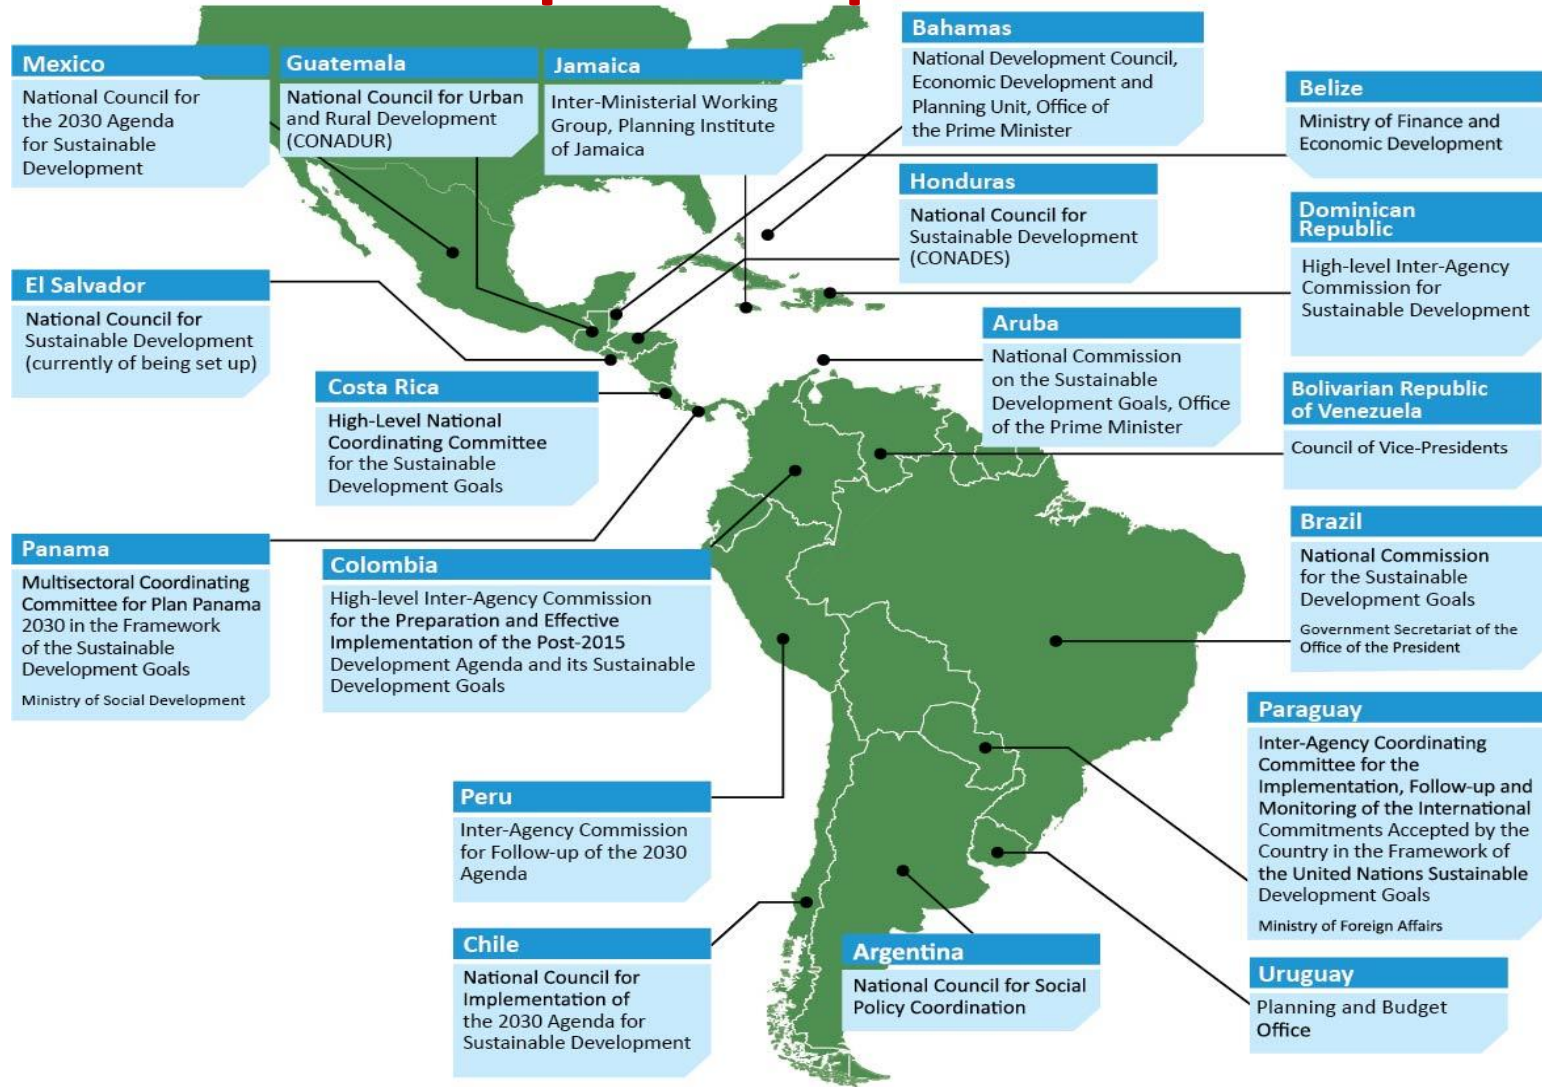 Mexico
National Council for
the 2030 Agenda
for Sustainable
Development
Guatemala
National Council for Urban
and Rural Development
(CONADUR)
Jamaica
Inter-Ministerial Working
Group, Planning Institute
of Jamaica
Bahamas
National Development Council,
Economic Development and
Planning Unit, Office of
the Prime Minister
Belize
Ministry of Finance and
Economic Development
Honduras
National Council for
Sustainable Development
(CONADES)
Dominican
Republic
High-level Inter-Agency
Commission for
Sustainable Development
El Salvador
National Council for
Sustainable Development
(currently of being set up)
Aruba
National Commission
on the Sustainable
Development Goals, Office
of the Prime Minister
Costa Rica
High-Level National
Coordinating Committee
for the Sustainable
Development Goals
Bolivarian Republic
of Venezuela
Council of Vice-Presidents
Panama
Multisectoral Coordinating
Committee for Plan Panama
2030 in the Framework
of the Sustainable
Development Goals
Ministry of Social Development
Colombia
High-level Inter-Agency Commission
for the Preparation and Effective
Implementation of the Post-2015
Development Agenda and its Sustainable
Development Goals
Brazil
National Commission
for the Sustainable
Development Goals
Government Secretariat of the
Office of the President
Paraguay
Inter-Agency Coordinating
Committee for the
Implementation, Follow-up and
Monitoring of the International
Commitments Accepted by the
Country in the Framework of
the United Nations Sustainable
Development Goals
Ministry of Foreign Affairs
Peru
Inter-Agency Commission
for Follow-up of the 2030
Agenda
Chile
National Council for
Implementation of
the 2030 Agenda for
Sustainable Development
Argentina
National Council for Social
Policy Coordination
Uruguay
Planning and Budget
Office